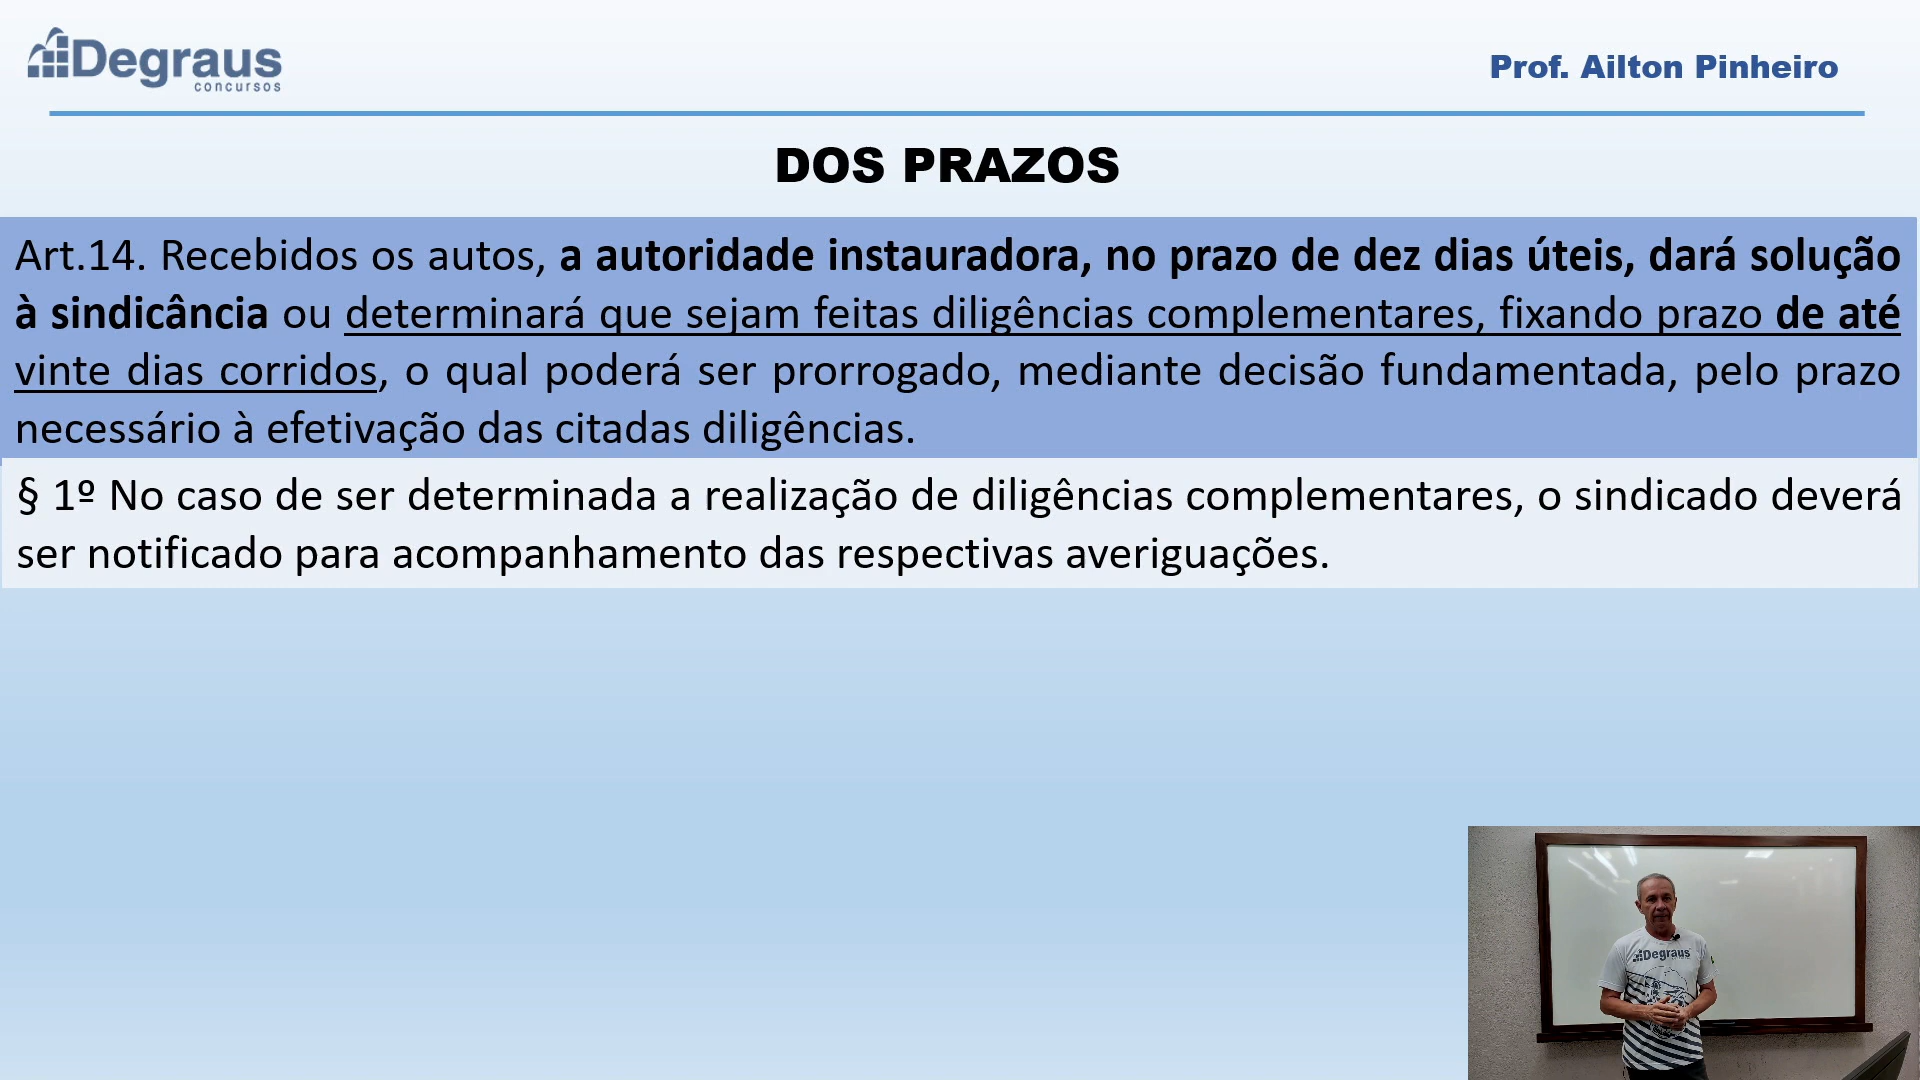 Degraus
concursos
Prof. Ailton Pinheiro
DOS PRAZOS
Art.14. Recebidos os autos, a autoridade instauradora, no prazo de dez dias úteis, dará solução
à sindicância ou determinará que sejam feitas diligências complementares, fixando prazo de até
vinte dias corridos, o qual poderá ser prorrogado, mediante decisão fundamentada, pelo prazo
necessário à efetivação das citadas diligências.
§ 1º No caso de ser determinada a realização de diligências complementares, o sindicado deverá
ser notificado para acompanhamento das respectivas averiguações.
Degraus